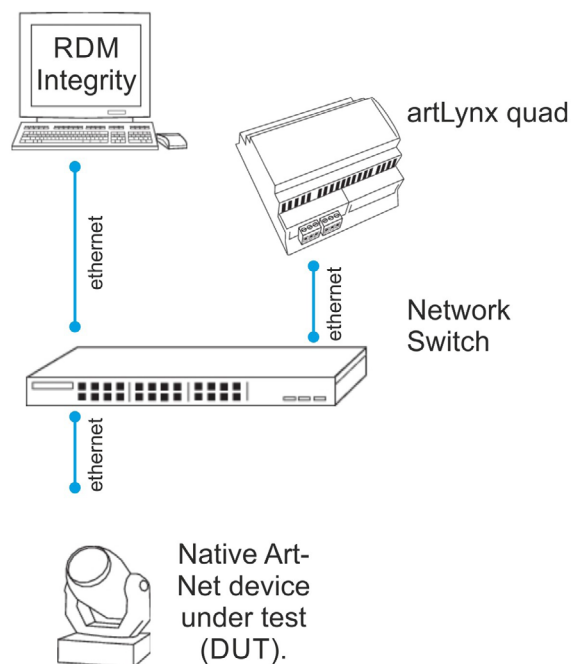 RDM
Integrity
artLynx quad
ethernet
ethernet
Network
Switch
ethernet
Native Art-
Net device
under test
(DUT).